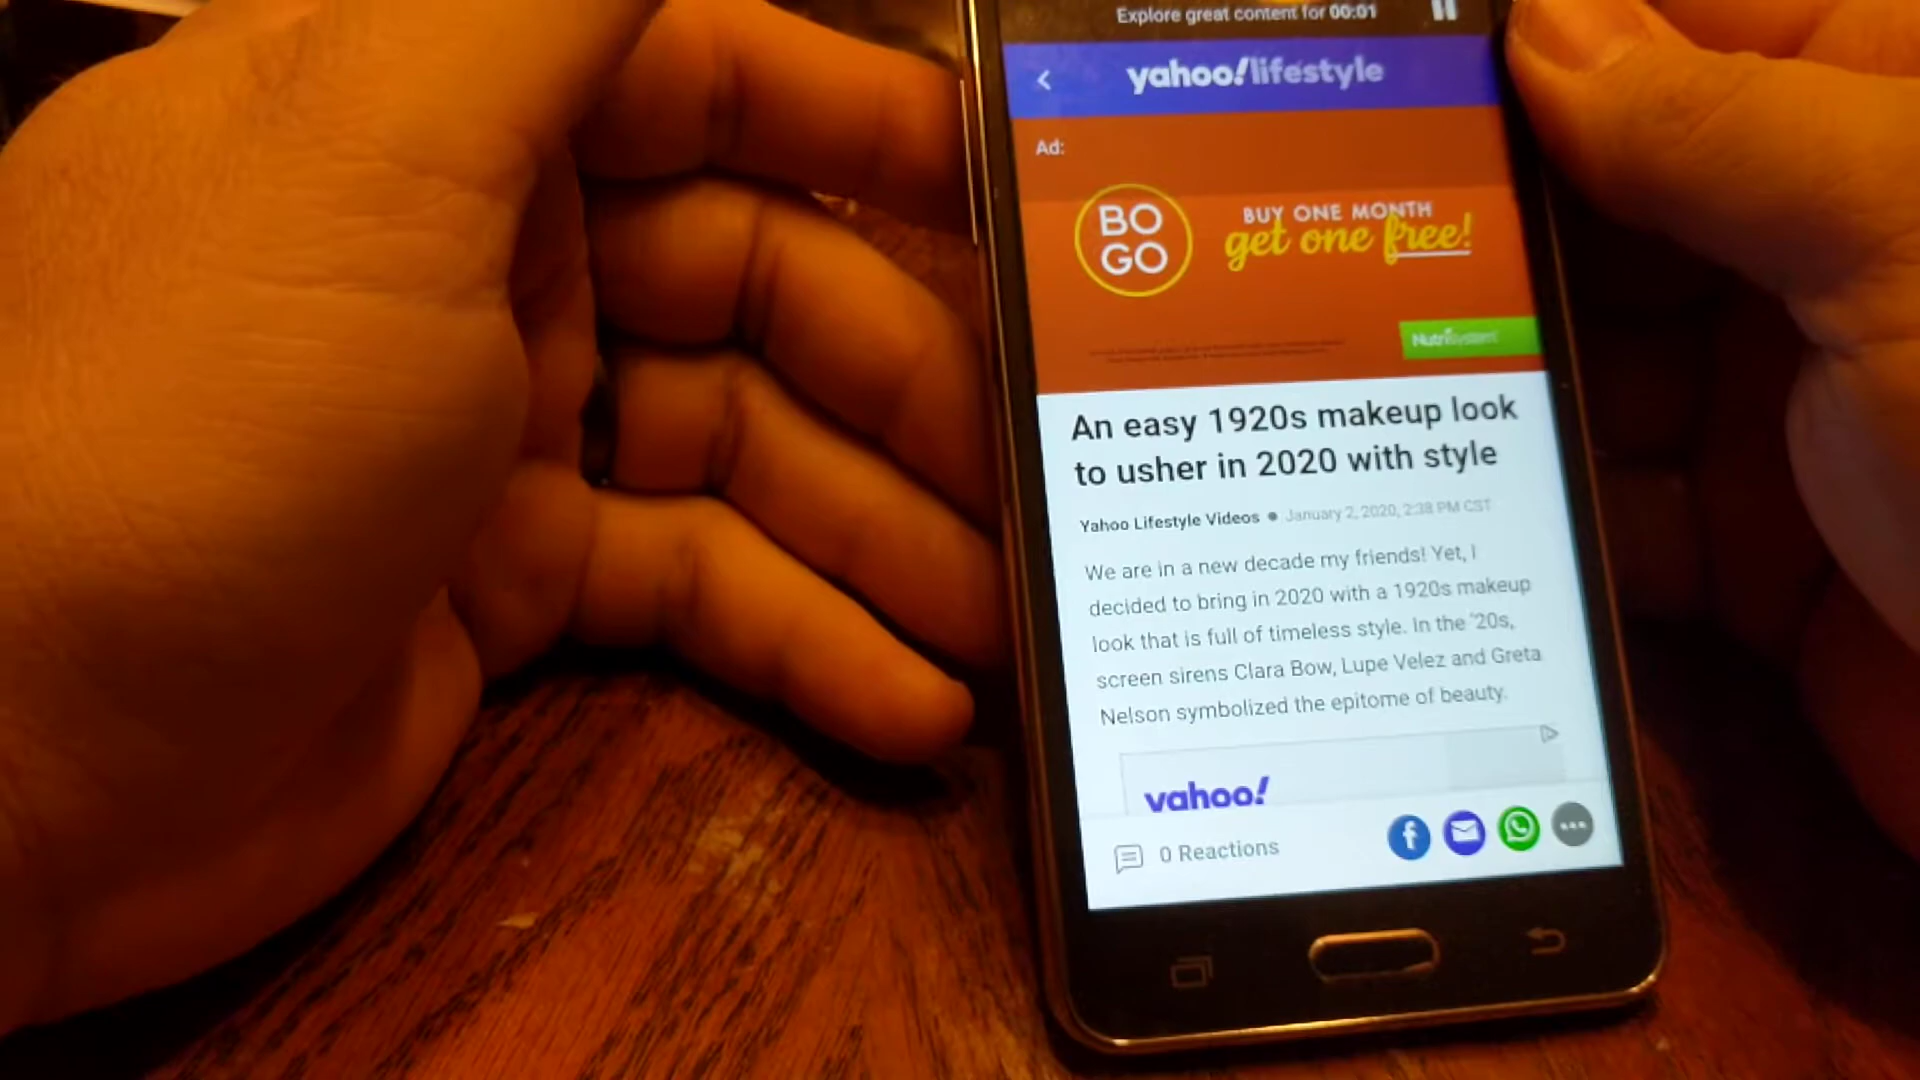 Explore great content for 00:01
yahoo!lifestyle
Ad:
BO
GO
BUY ONE MONTH
get one free!
Nutrisystem
An easy 1920s makeup look
to usher in 2020 with style
Yahoo Lifestyle Videos • January 2, 2020, 2:38 PM CST
We are in a new decade my friends! Yet, I
decided to bring in 2020 with a 1920s makeup
look that is full of timeless style. In the '20s,
screen sirens Clara Bow, Lupe Velez and Greta
Nelson symbolized the epitome of beauty.
yahoo!
0 Reactions